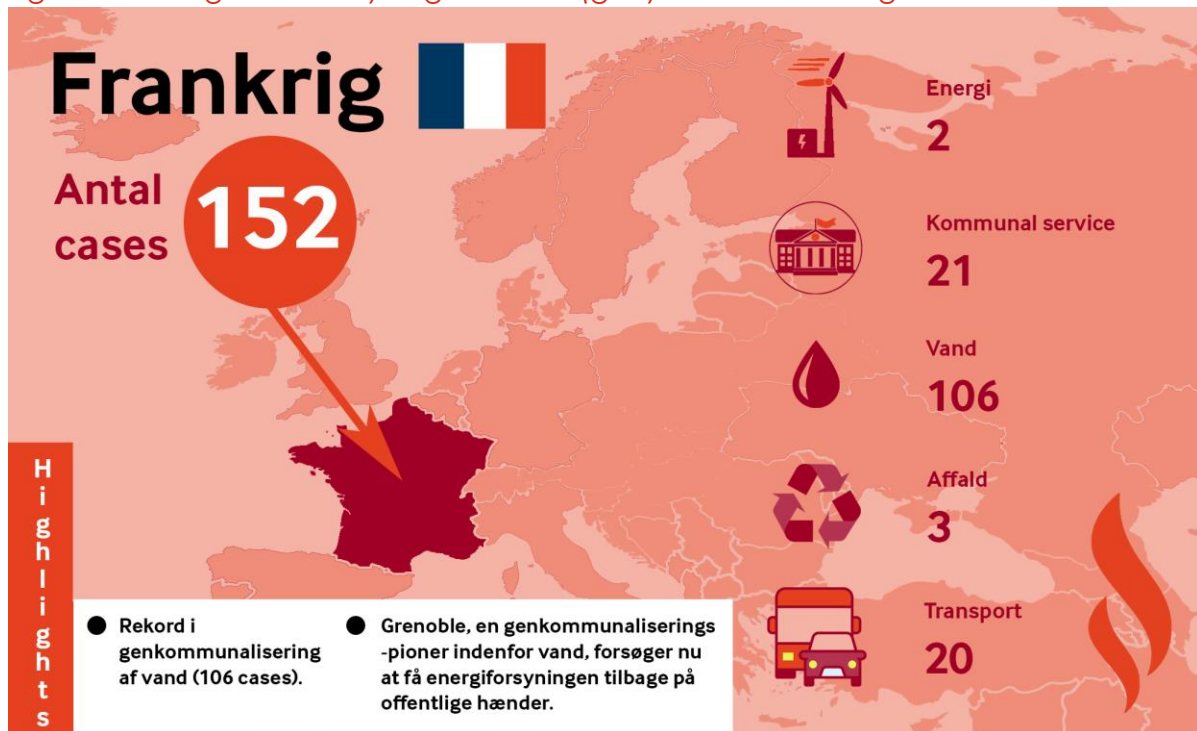 Frankrig
Antal
cases
152
Energi
2
Kommunal service
21
Vand
106
Affald
3
Transport
20
Highlights
● Rekord i
genkommunalisering
af vand (106 cases).
● Grenoble, en genkommunaliserings
-pioner indenfor vand, forsøger nu
at få energiforsyningen tilbage på
offentlige hænder.